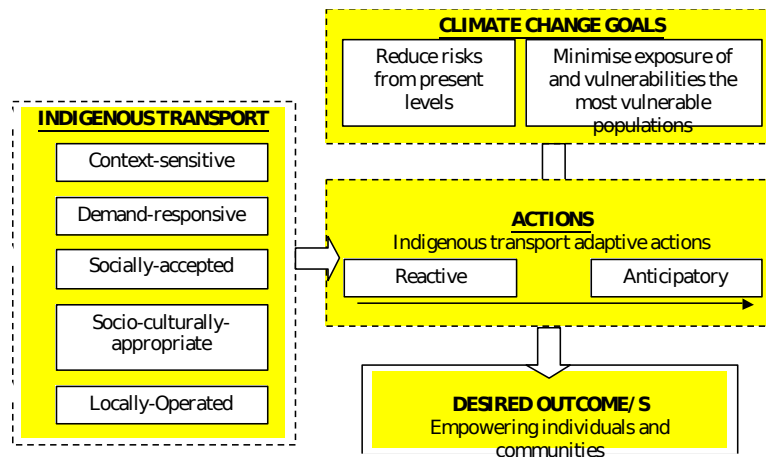 CLIMATE CHANGE GOALS
Reduce risks
from present
levels
Minimise exposure of
and vulnerabilities the
most vulnerable
populations
INDIGENOUS TRANSPORT
Context-sensitive
Demand-responsive
Socially-accepted
Socio-culturally-
appropriate
Locally-Operated
ACTIONS
Indigenous transport adaptive actions
Reactive
Anticipatory
DESIRED OUTCOME/S
Empowering individuals and
communities